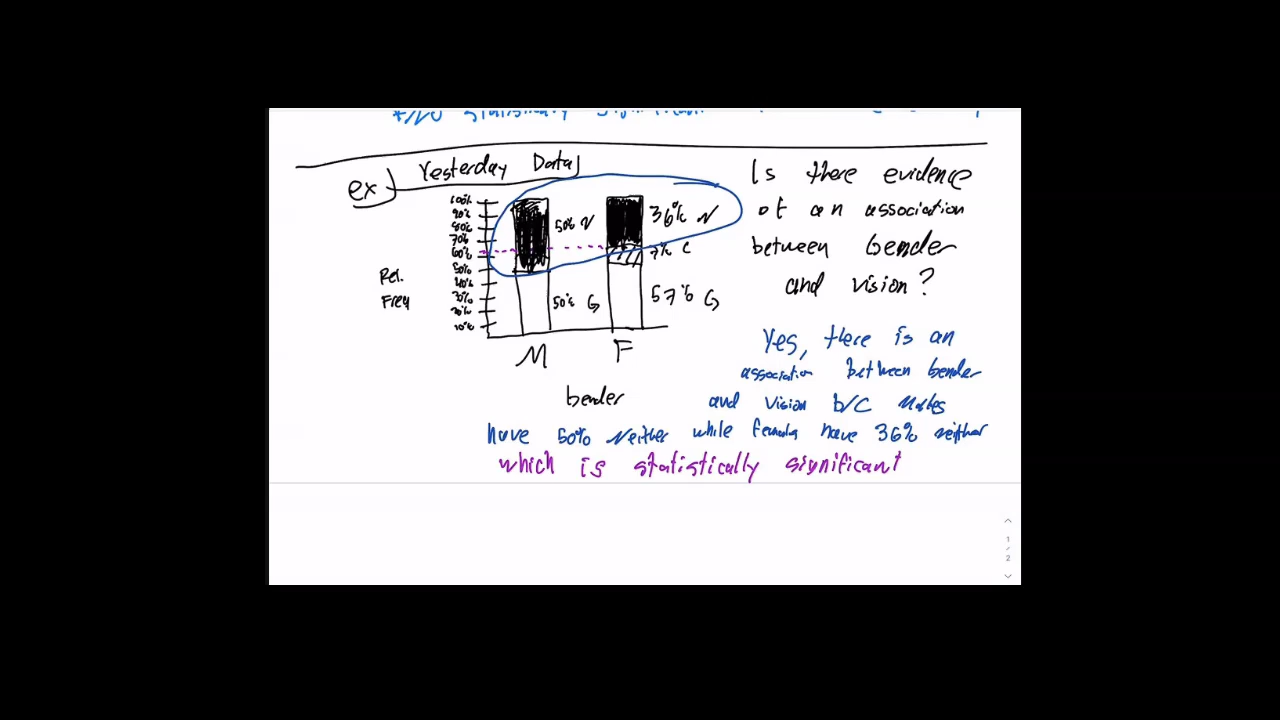 ex) Yesterday Data
100%
90%
80%
70%
60%
50%
40%
30%
20%
10%
Rel.
Freq
50% N
50% G
36% N
7% C
57% G
M F
Gender
Is there evidence
of an association
between Gender
and vision?
Yes, there is an
association between Gender
and vision b/c Males
have 50% Neither while females have 36% neither
which is statistically significant
1
2